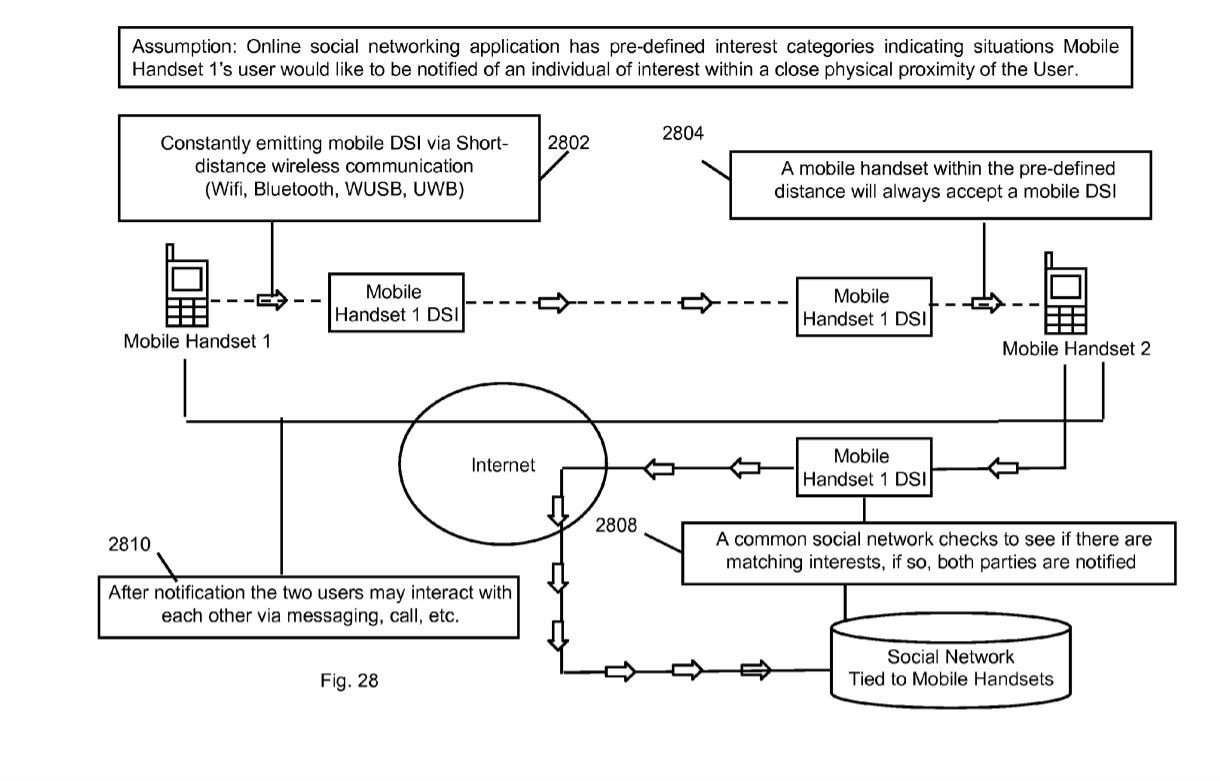 Assumption: Online social networking application has pre-defined interest categories indicating situations Mobile
Handset 1's user would like to be notified of an individual of interest within a close physical proximity of the User.
Constantly emitting mobile DSI via Short-
distance wireless communication
(Wifi, Bluetooth, WUSB, UWB)
2802
2804
A mobile handset within the pre-defined
distance will always accept a mobile DSI
Mobile
Handset 1 DSI
Mobile
Handset 1 DSI
Mobile Handset 1
Mobile Handset 2
Internet
Mobile
Handset 1 DSI
2808
A common social network checks to see if there are
matching interests, if so, both parties are notified
2810
After notification the two users may interact with
each other via messaging, call, etc.
Social Network
Tied to Mobile Handsets
Fig. 28